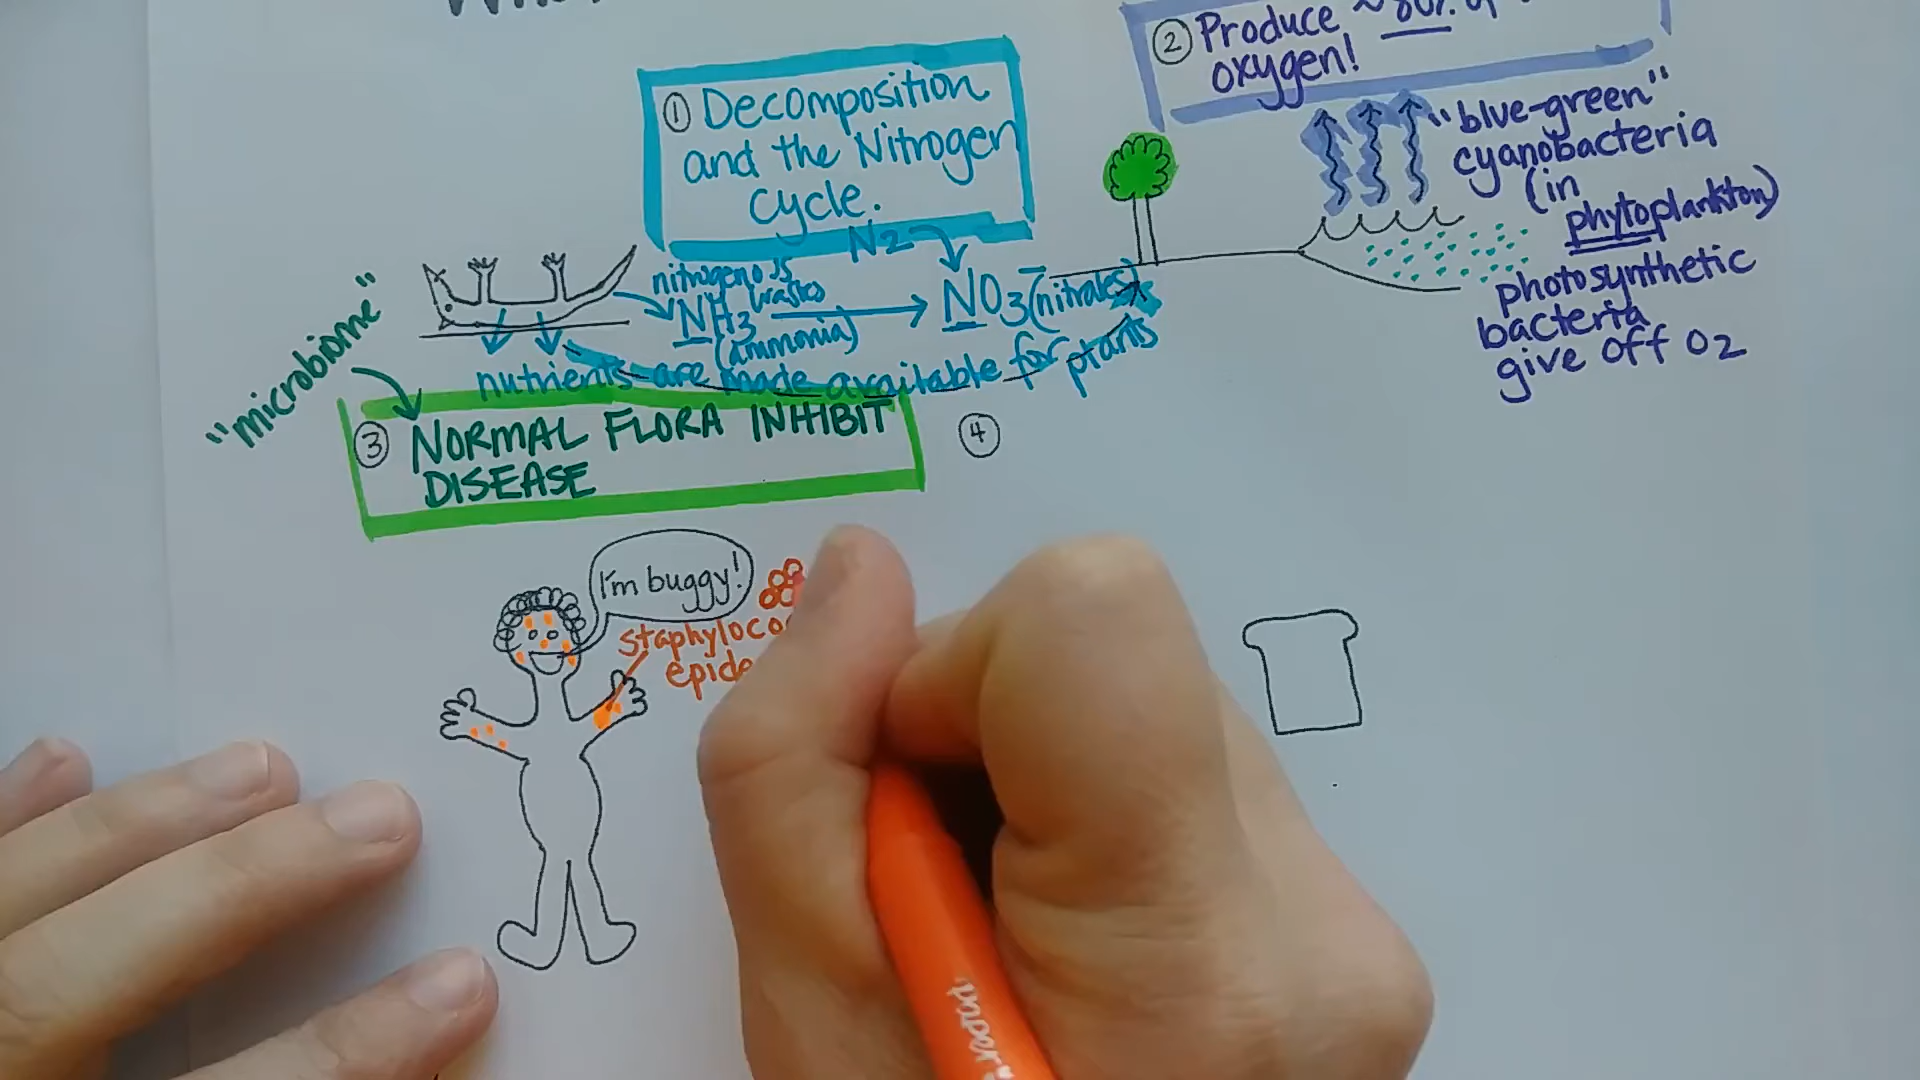 ① Decomposition
and the Nitrogen
cycle.
② Produce ~80% of
oxygen!
"blue-green"
cyanobacteria
(in
phytoplankton)
photosynthetic
bacteria
give off O2
N2
nitrogenous
wastes
NH3
(ammonia)
NO3⁻ (nitrates)
nutrients are made available for plants
"microbiome"
③ NORMAL FLORA INHIBIT
DISEASE
④
I'm buggy!